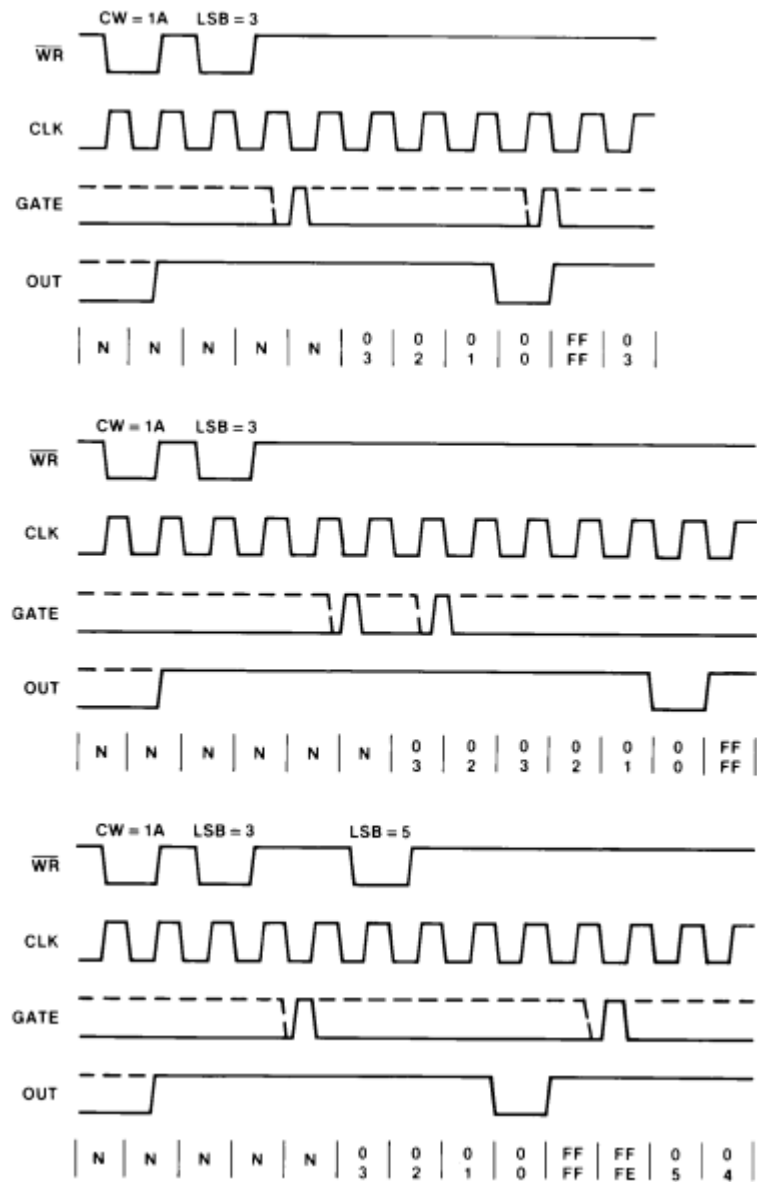 CW = 1A LSB = 3
WR
CLK
GATE
OUT
N N N N N 0 0 0 0 FF 0
3 2 1 0 FF 3
CW = 1A LSB = 3
WR
CLK
GATE
OUT
N N N N N N 0 0 0 0 0 0 FF
3 2 3 2 1 0 FF
CW = 1A LSB = 3 LSB = 5
WR
CLK
GATE
OUT
N N N N N 0 0 0 0 FF FF 0 0
3 2 1 0 FF FE 5 4